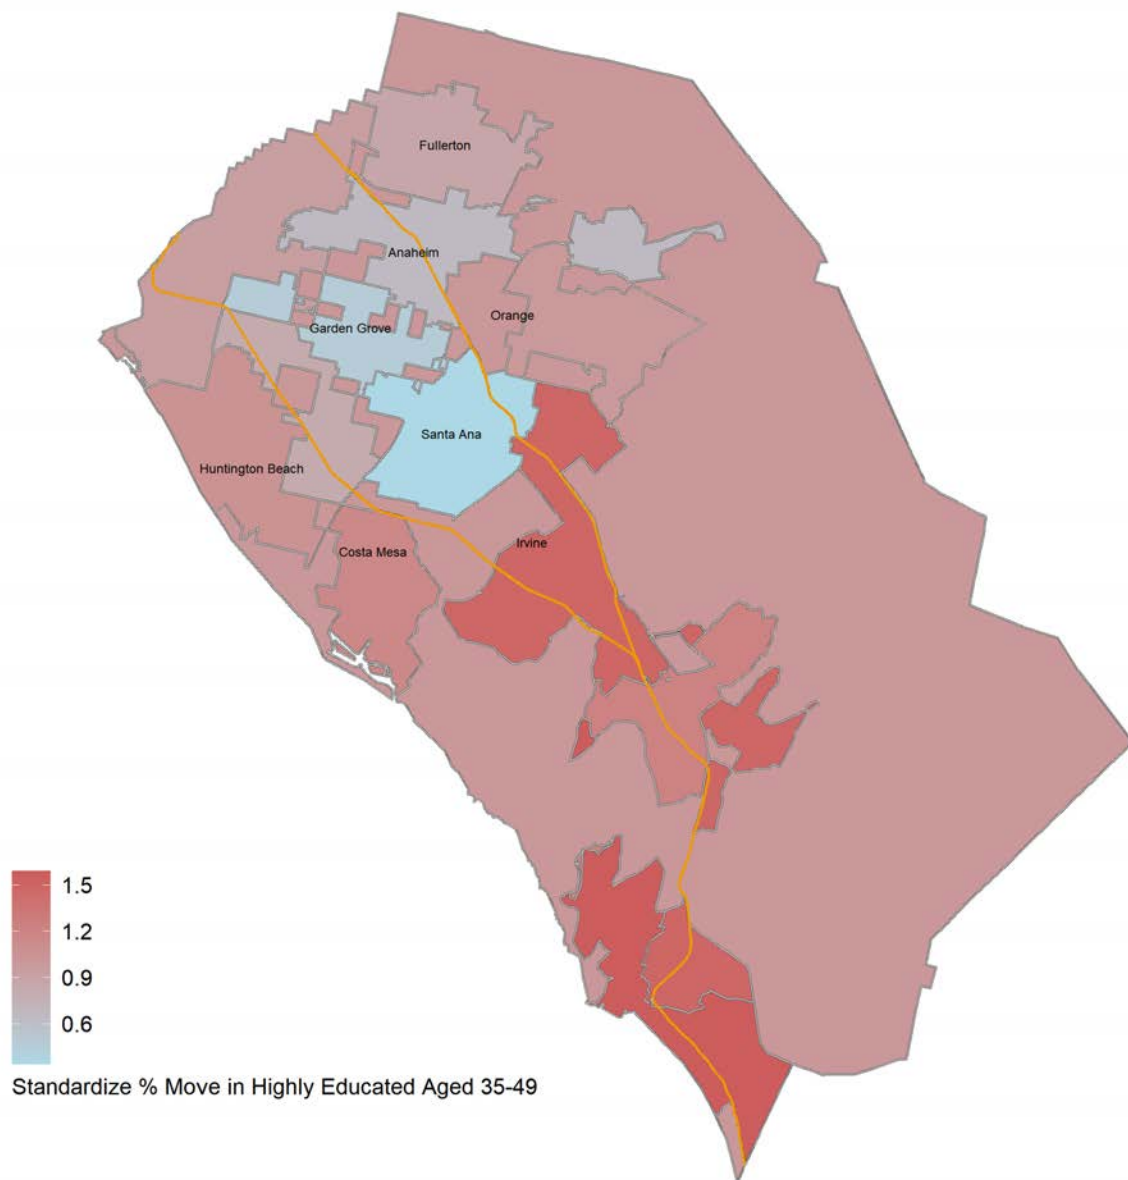 Fullerton
Anaheim
Orange
Garden Grove
Santa Ana
Huntington Beach
Irvine
Costa Mesa
1.5
1.2
0.9
0.6
Standardize % Move in Highly Educated Aged 35-49